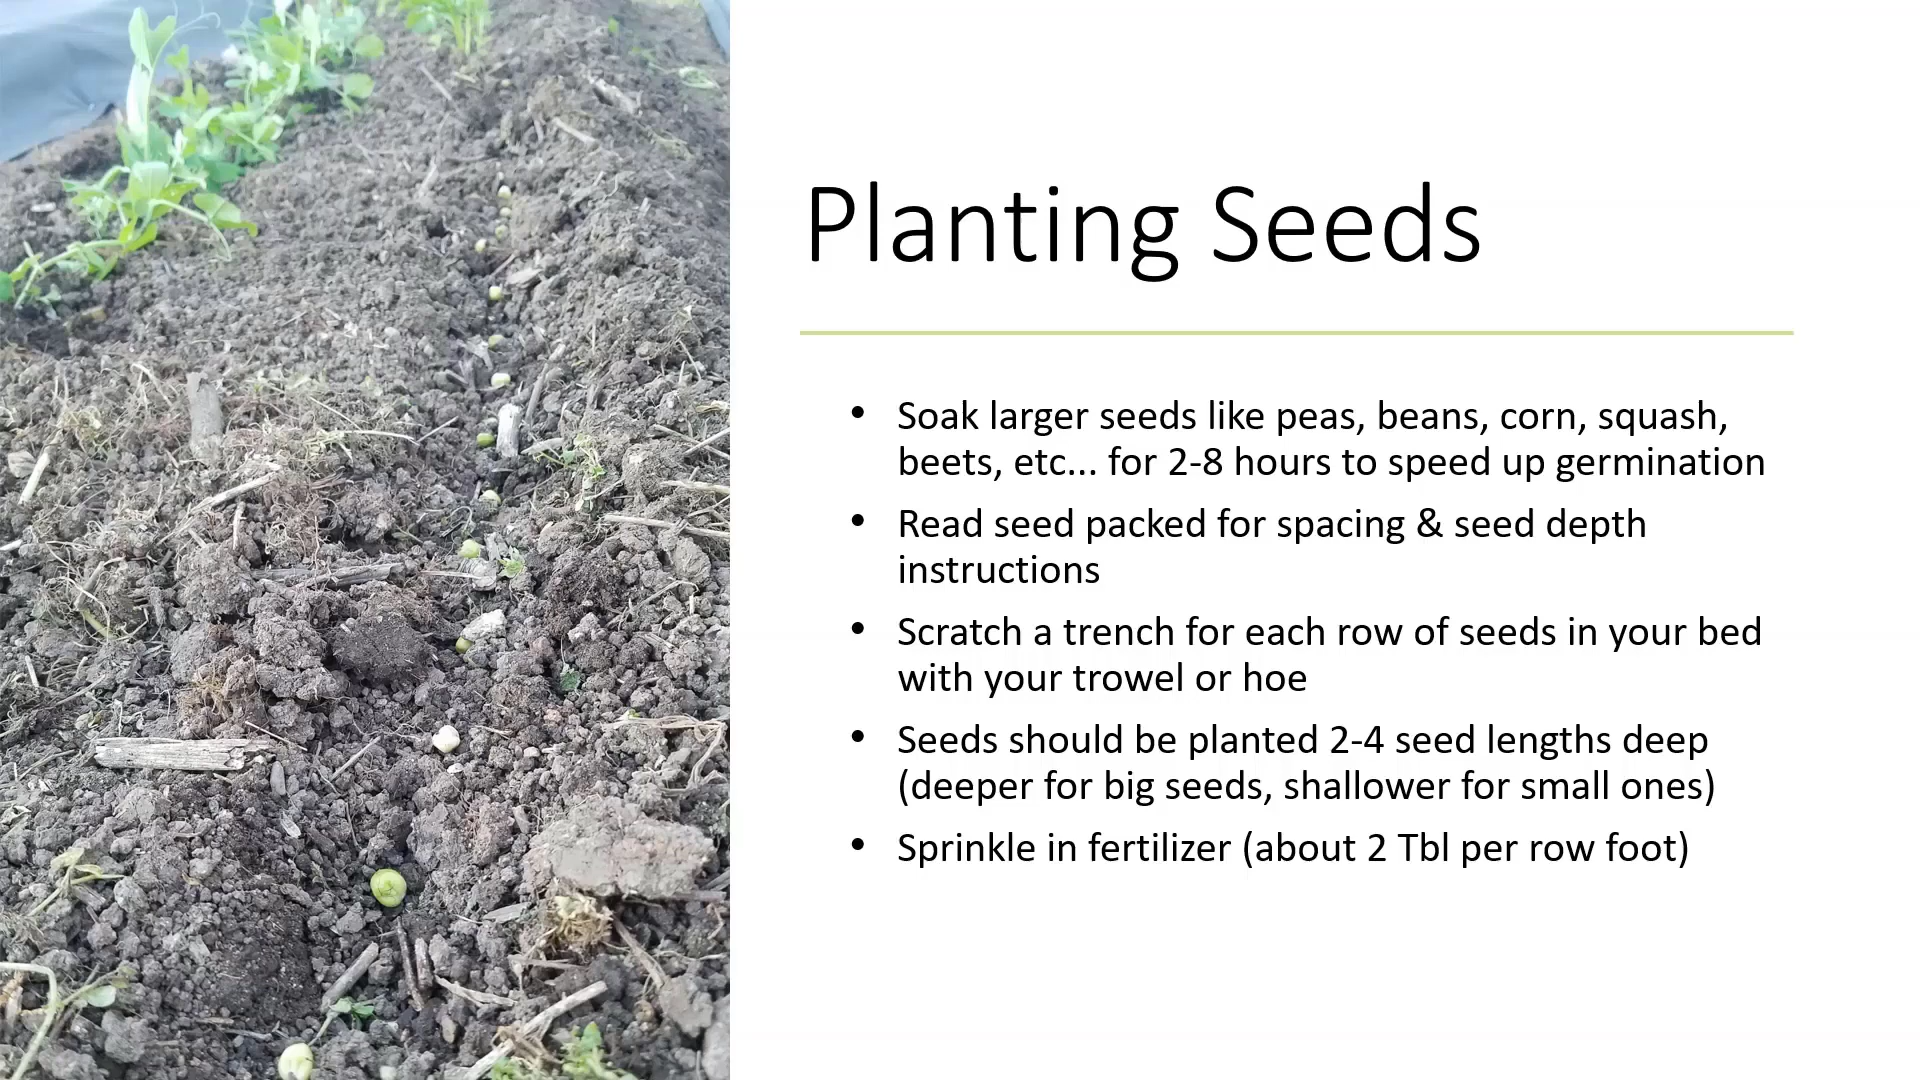 Planting Seeds
• Soak larger seeds like peas, beans, corn, squash,
beets, etc... for 2-8 hours to speed up germination
• Read seed packed for spacing & seed depth
instructions
• Scratch a trench for each row of seeds in your bed
with your trowel or hoe
• Seeds should be planted 2-4 seed lengths deep
(deeper for big seeds, shallower for small ones)
• Sprinkle in fertilizer (about 2 Tbl per row foot)